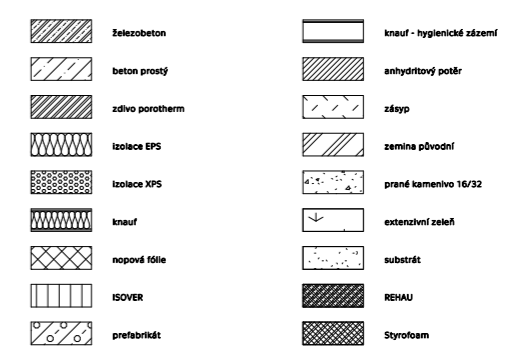 železobeton
beton prostý
zdivo porotherm
izolace EPS
izolace XPS
knauf
nopová fólie
ISOVER
prefabrikát
knauf - hygienické zázemí
anhydritový potěr
zásyp
zemina původní
prané kamenivo 16/32
extenzivní zeleň
substrát
REHAU
Styrofoam